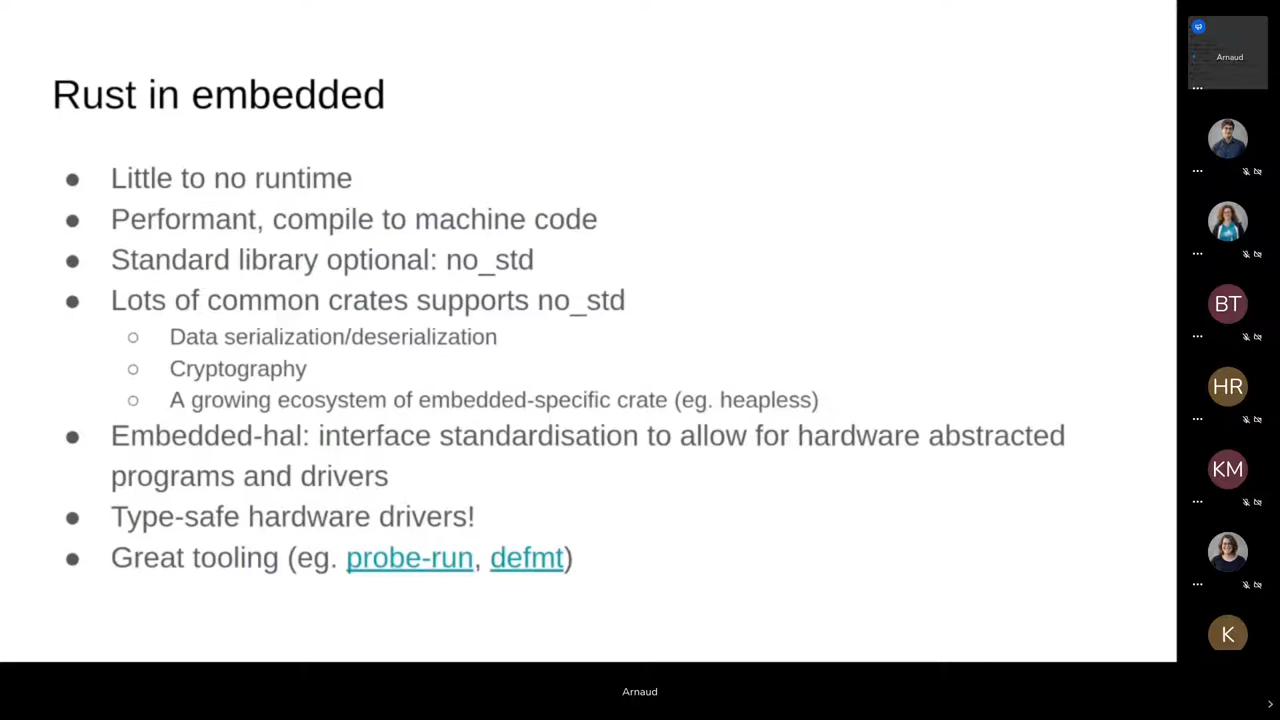 Rust in embedded
● Little to no runtime
● Performant, compile to machine code
● Standard library optional: no_std
● Lots of common crates supports no_std
○ Data serialization/deserialization
○ Cryptography
○ A growing ecosystem of embedded-specific crate (eg. heapless)
● Embedded-hal: interface standardisation to allow for hardware abstracted
programs and drivers
● Type-safe hardware drivers!
● Great tooling (eg. probe-run, defmt)
Arnaud
BT
HR
KM
K
Arnaud